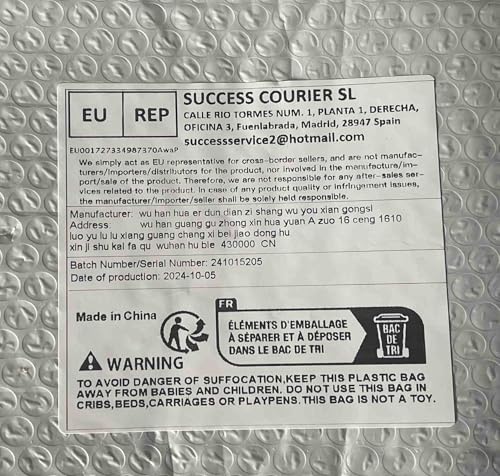 EU REP
SUCCESS COURIER SL
CALLE RIO TORMES NUM. 1, PLANTA 1, DERECHA,
OFICINA 3, Fuenlabrada, Madrid, 28947 Spain
successservice2@hotmail.com
EU001727334987370AwaP
We simply act as EU representative for cross-border sellers, and are not manufac-
turers/importers/distributors for the product, nor involved in the manufacture/im-
port/sale of the product. Therefore, we are not responsible for any after-sales ser-
vices related to the product. In case of any product quality or infringement issues,
the manufacturer/importer/seller shall be solely held responsible.
Manufacturer: wu han hua er dun dian zi shang wu you xian gongsi
Address: wu han guang gu zhong xin hua yuan A zuo 16 ceng 1610
luo yu lu lu xiang guang chang xi bei jiao dong hu
xin ji shu kai fa qu wuhan hu bie 430000 CN
Batch Number/Serial Number: 241015205
Date of production: 2024-10-05
Made in China
FR
ÉLÉMENTS D'EMBALLAGE
À SÉPARER ET À DÉPOSER
DANS LE BAC DE TRI
BAC
DE
TRI
WARNING
TO AVOID DANGER OF SUFFOCATION,KEEP THIS PLASTIC BAG
AWAY FROM BABIES AND CHILDREN. DO NOT USE THIS BAG IN
CRIBS,BEDS,CARRIAGES OR PLAYPENS.THIS BAG IS NOT A TOY.